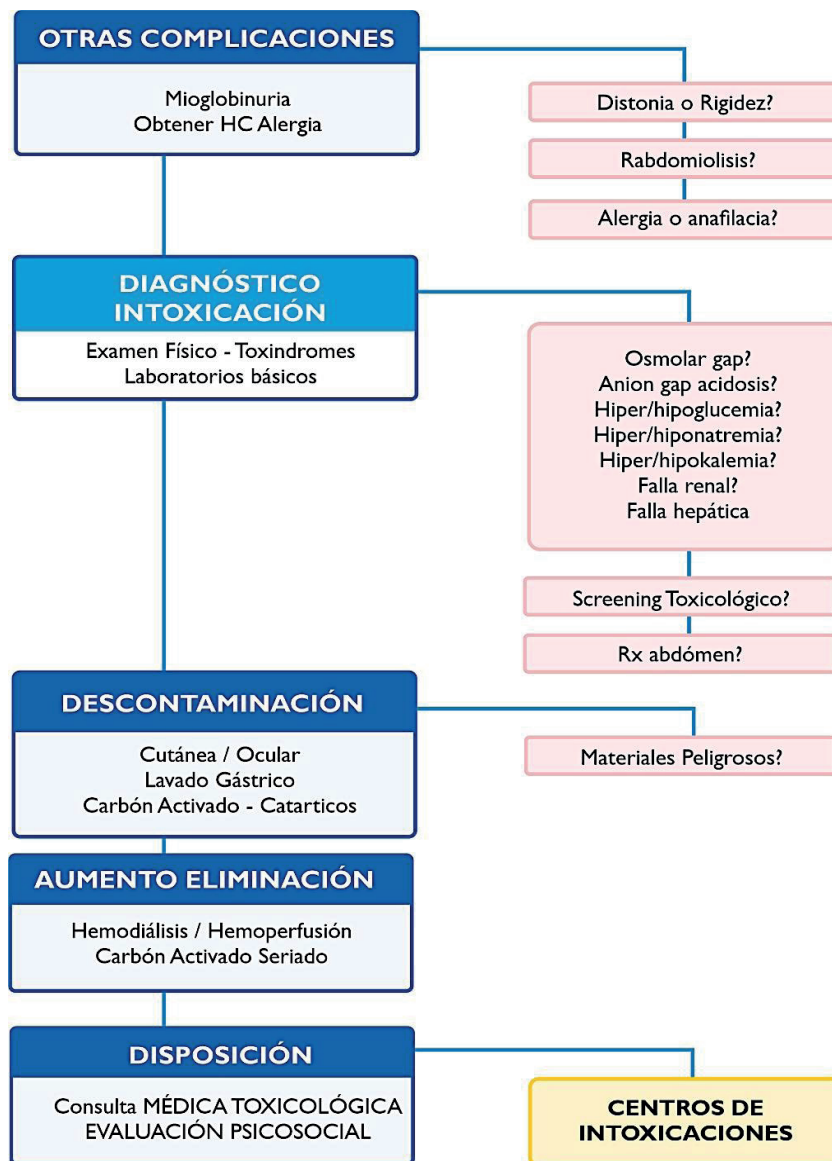 OTRAS COMPLICACIONES
Mioglobinuria
Obtener HC Alergia
Distonia o Rigidez?
Rabdomiolisis?
Alergia o anafilacia?
DIAGNÓSTICO
INTOXICACIÓN
Examen Físico - Toxindromes
Laboratorios básicos
Osmolar gap?
Anion gap acidosis?
Hiper/hipoglucemia?
Hiper/hiponatremia?
Hiper/hipokalemia?
Falla renal?
Falla hepática
Screening Toxicológico?
Rx abdómen?
DESCONTAMINACIÓN
Cutánea / Ocular
Lavado Gástrico
Carbón Activado - Catarticos
Materiales Peligrosos?
AUMENTO ELIMINACIÓN
Hemodiálisis / Hemoperfusión
Carbón Activado Seriado
DISPOSICIÓN
Consulta MÉDICA TOXICOLÓGICA
EVALUACIÓN PSICOSOCIAL
CENTROS DE
INTOXICACIONES